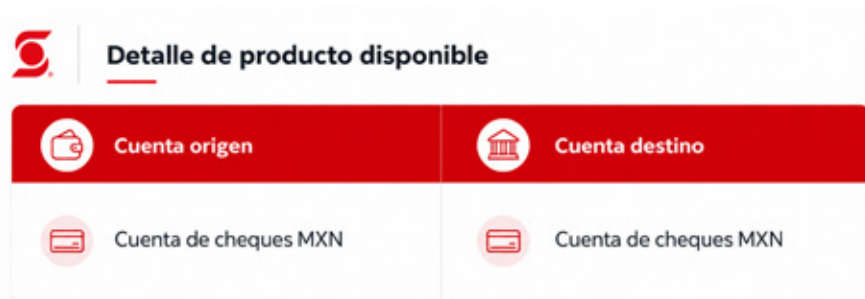 Detalle de producto disponible
Cuenta origen
Cuenta destino
Cuenta de cheques MXN
Cuenta de cheques MXN